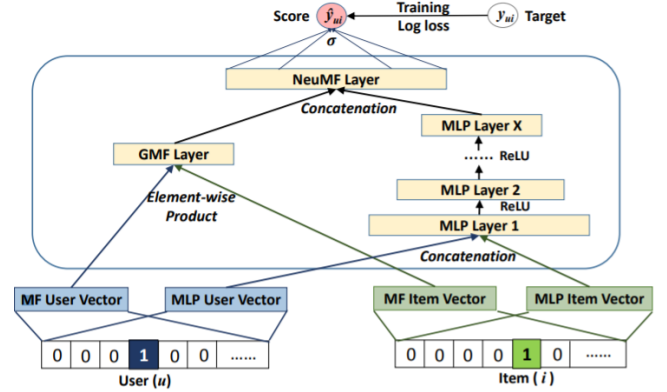 Score ŷui Training yui Target
Log loss
σ
NeuMF Layer
Concatenation
MLP Layer X
GMF Layer
...... ReLU
Element-wise
Product
MLP Layer 2
ReLU
MLP Layer 1
Concatenation
MF User Vector MLP User Vector MF Item Vector MLP Item Vector
0 0 0 1 0 0 ...... 0 0 0 0 1 0 ......
User (u) Item ( i )